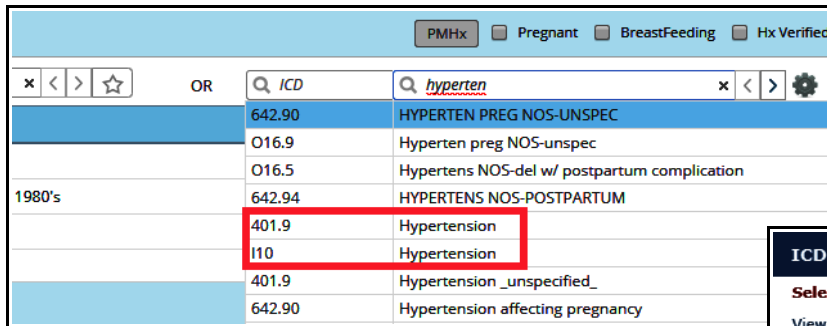 PMHx Pregnant BreastFeeding Hx Verified
× < > OR ICD hyperten × < >
642.90 HYPERTEN PREG NOS-UNSPEC
O16.9 Hyperten preg NOS-unspec
O16.5 Hypertens NOS-del w/ postpartum complication
1980's 642.94 HYPERTENS NOS-POSTPARTUM
401.9 Hypertension
I10 Hypertension
401.9 Hypertension _unspecified_
642.90 Hypertension affecting pregnancy
ICD
Sele
View